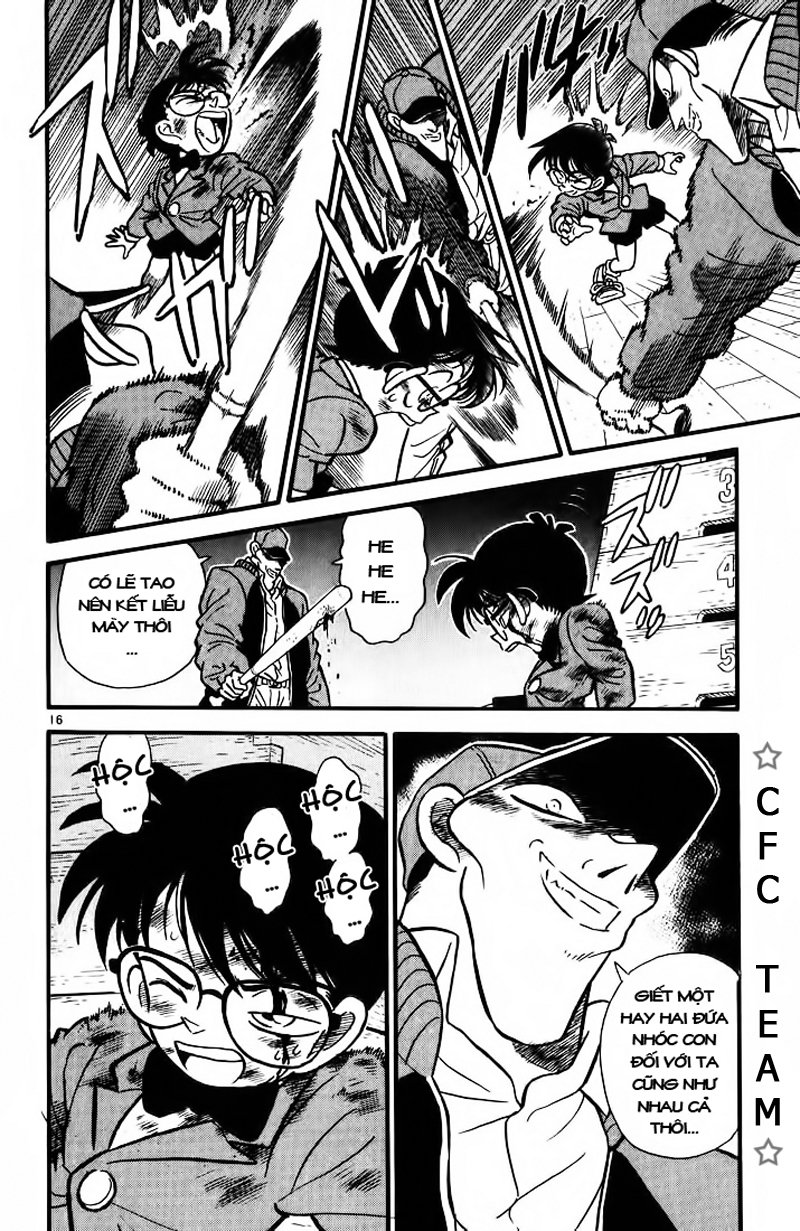 HE
HE
HE...
CÓ LẼ TAO
NÊN KẾT LIỄU
MÀY THÔI
...
3
4
5
16
HỘC
...
HỘC
...
HỘC
...
HỘC
...
GIẾT MỘT
HAY HAI ĐỨA
NHÓC CON
ĐỐI VỚI TA
CŨNG NHƯ
NHAU CẢ
THÔI...
☆ CFC TEAM ☆